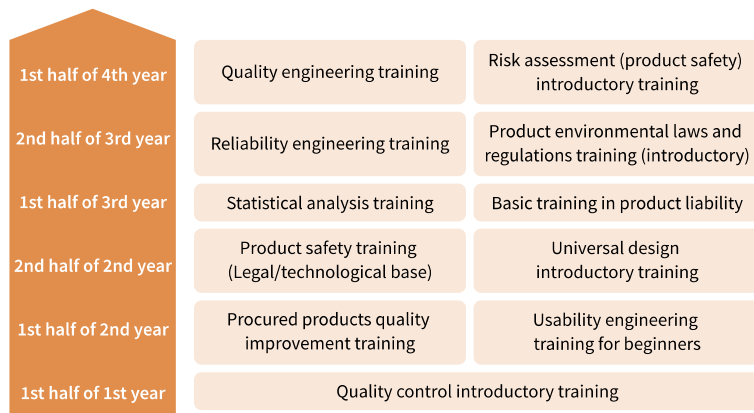 1st half of 4th year
Quality engineering training
Risk assessment (product safety)
introductory training
2nd half of 3rd year
Reliability engineering training
Product environmental laws and
regulations training (introductory)
1st half of 3rd year
Statistical analysis training
Basic training in product liability
2nd half of 2nd year
Product safety training
(Legal/technological base)
Universal design
introductory training
1st half of 2nd year
Procured products quality
improvement training
Usability engineering
training for beginners
1st half of 1st year
Quality control introductory training